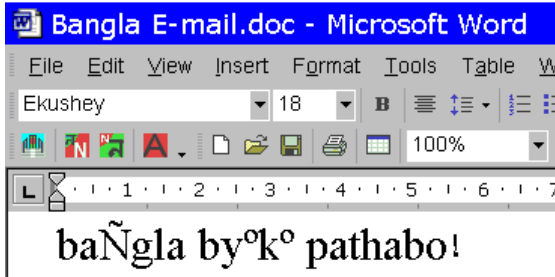 Bangla E-mail.doc - Microsoft Word
File Edit View Insert Format Tools Table W
Ekushey 18 B
N N A 100%
L 1 2 3 4 5 6 7
baÑgla byºkº pathabo!